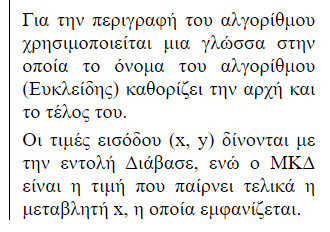 Για την περιγραφή του αλγορίθμου
χρησιμοποιείται μια γλώσσα στην
οποία το όνομα του αλγορίθμου
(Ευκλείδης) καθορίζει την αρχή και
το τέλος του.
Οι τιμές εισόδου (x, y) δίνονται με
την εντολή Διάβασε, ενώ ο ΜΚΔ
είναι η τιμή που παίρνει τελικά η
μεταβλητή x, η οποία εμφανίζεται.